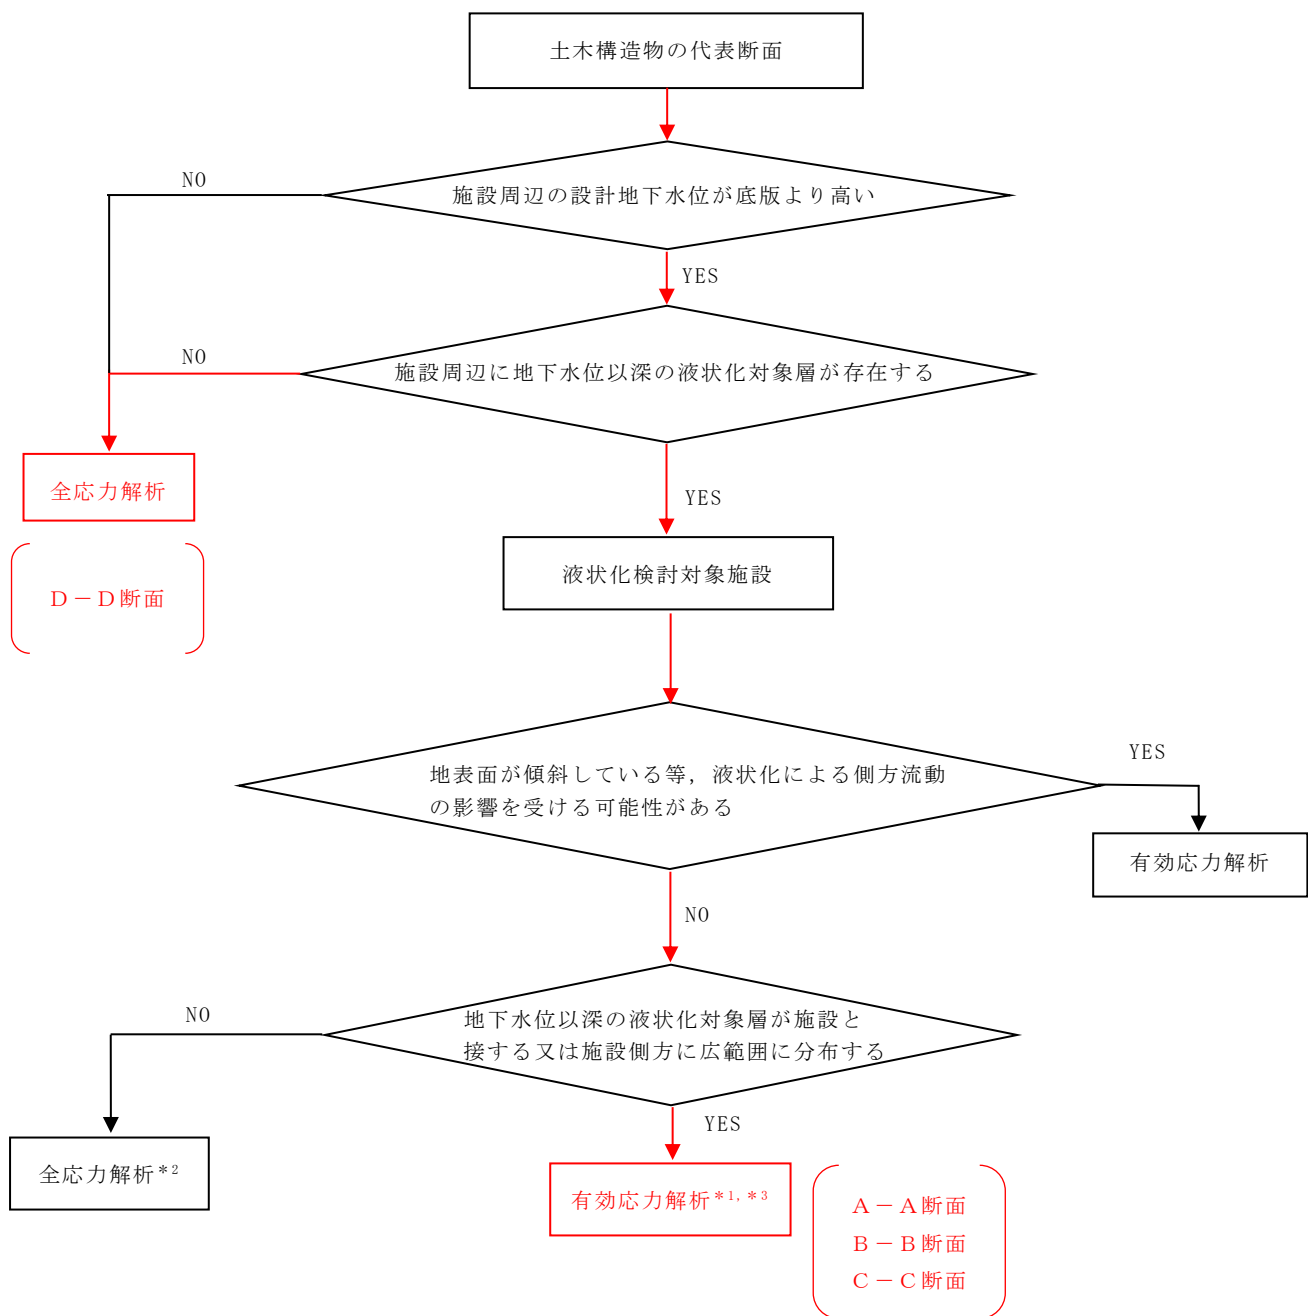 土木構造物の代表断面
NO
施設周辺の設計地下水位が底版より高い
YES
NO
施設周辺に地下水位以深の液状化対象層が存在する
全応力解析
YES
D-D断面
液状化検討対象施設
YES
地表面が傾斜している等,液状化による側方流動
の影響を受ける可能性がある
有効応力解析
NO
NO
地下水位以深の液状化対象層が施設と
接する又は施設側方に広範囲に分布する
YES
全応力解析*2
有効応力解析*1,*3
A-A断面
B-B断面
C-C断面